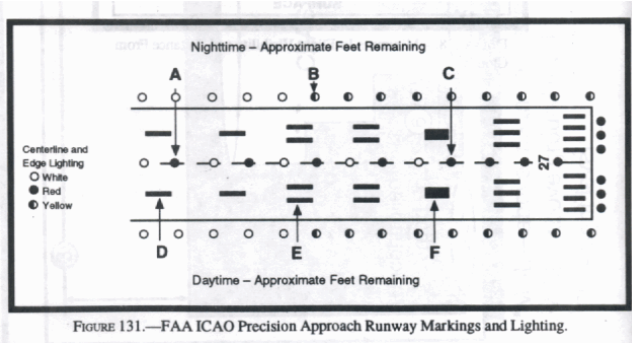 Nighttime – Approximate Feet Remaining
A
B
C
Centerline and
Edge Lighting
White
Red
Yellow
27
D
E
F
Daytime – Approximate Feet Remaining
FIGURE 131.—FAA ICAO Precision Approach Runway Markings and Lighting.